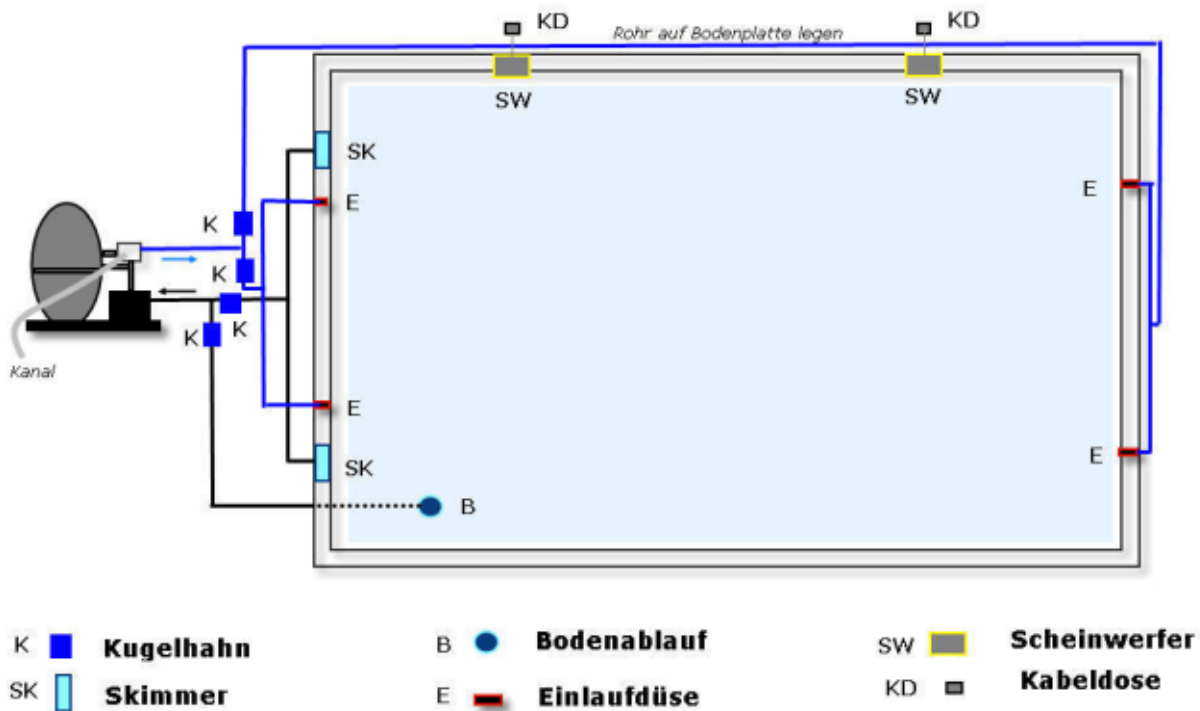 KD
KD
Rohr auf Bodenplatte legen
SW
SW
SK
E
E
K
K
K
K
Kanal
E
SK
E
B
K Kugelhahn
B Bodenablauf
SW Scheinwerfer
SK Skimmer
E Einlaufdüse
KD Kabeldose